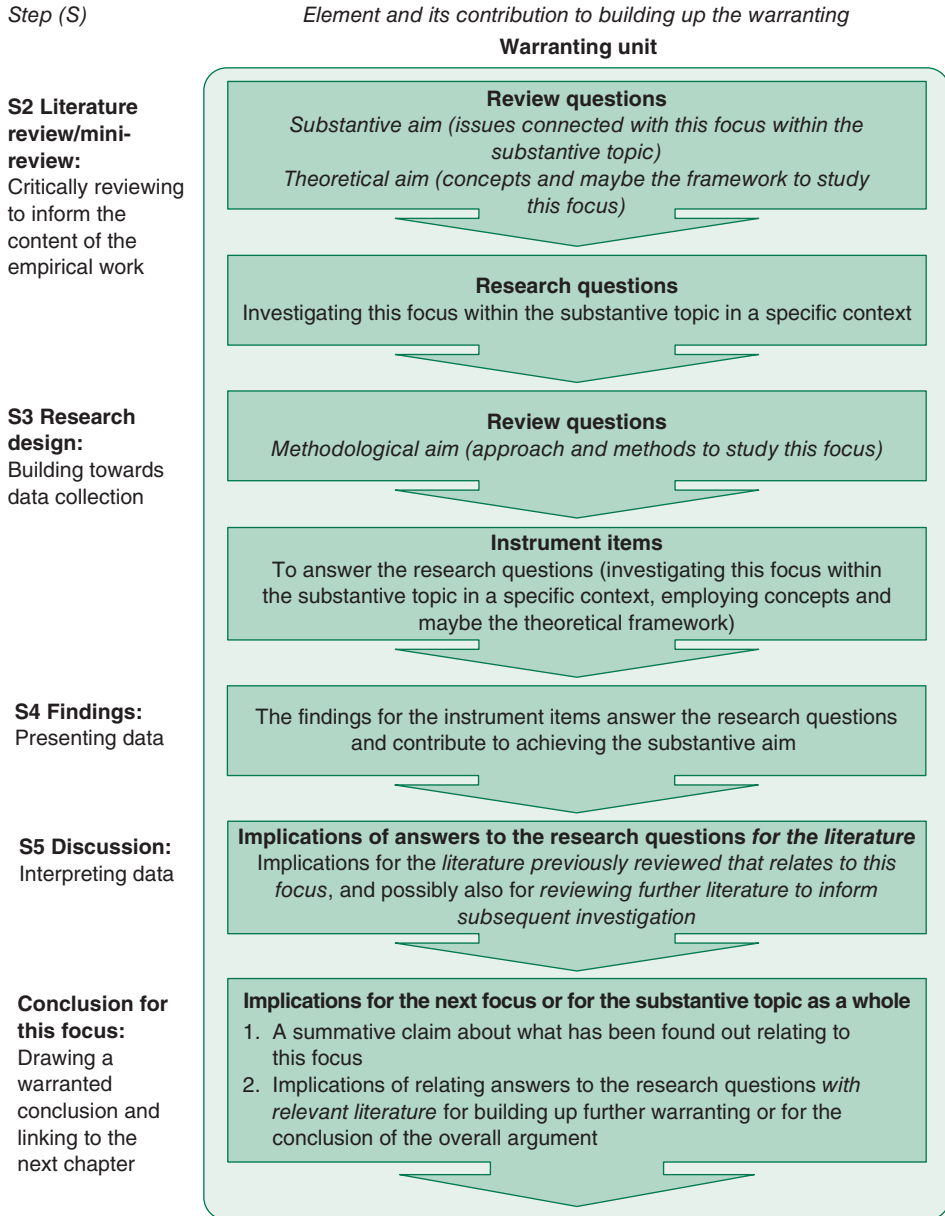 Step (S)
Element and its contribution to building up the warranting
Warranting unit
S2 Literature
review/mini-
review:
Critically reviewing
to inform the
content of the
empirical work
Review questions
Substantive aim (issues connected with this focus within the
substantive topic)
Theoretical aim (concepts and maybe the framework to study
this focus)
Research questions
Investigating this focus within the substantive topic in a specific context
S3 Research
design:
Building towards
data collection
Review questions
Methodological aim (approach and methods to study this focus)
Instrument items
To answer the research questions (investigating this focus within
the substantive topic in a specific context, employing concepts and
maybe the theoretical framework)
S4 Findings:
Presenting data
The findings for the instrument items answer the research questions
and contribute to achieving the substantive aim
S5 Discussion:
Interpreting data
Implications of answers to the research questions for the literature
Implications for the literature previously reviewed that relates to this
focus, and possibly also for reviewing further literature to inform
subsequent investigation
Conclusion for
this focus:
Drawing a
warranted
conclusion and
linking to the
next chapter
Implications for the next focus or for the substantive topic as a whole
1. A summative claim about what has been found out relating to
this focus
2. Implications of relating answers to the research questions with
relevant literature for building up further warranting or for the
conclusion of the overall argument